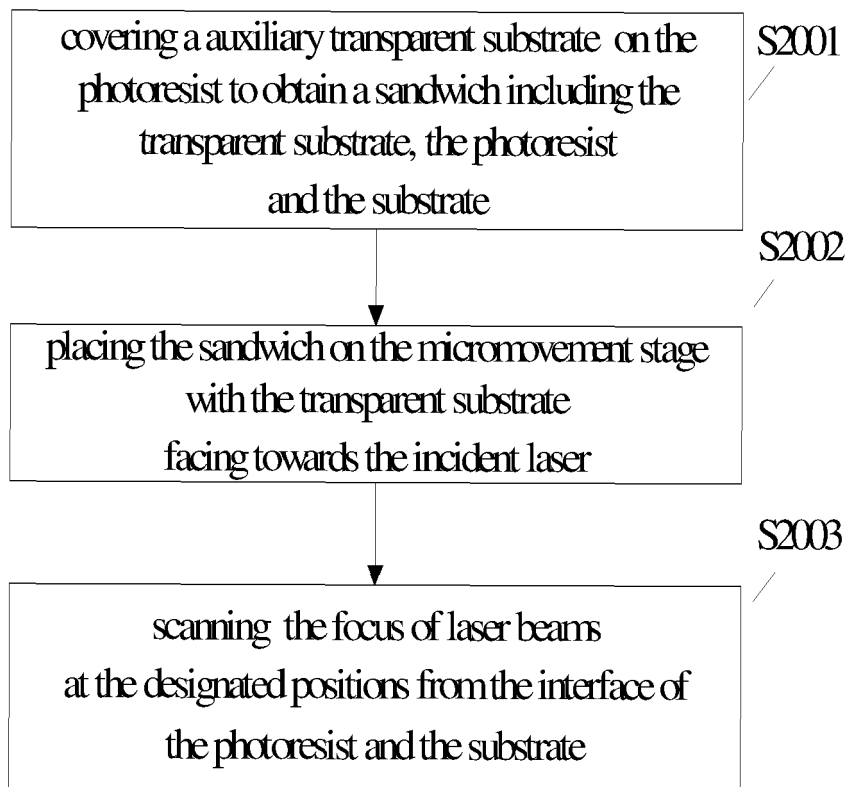 covering a auxiliary transparent substrate on the
photoresist to obtain a sandwich including the
transparent substrate, the photoresist
and the substrate
S2001
S2002
placing the sandwich on the micromovement stage
with the transparent substrate
facing towards the incident laser
S2003
scanning the focus of laser beams
at the designated positions from the interface of
the photoresist and the substrate